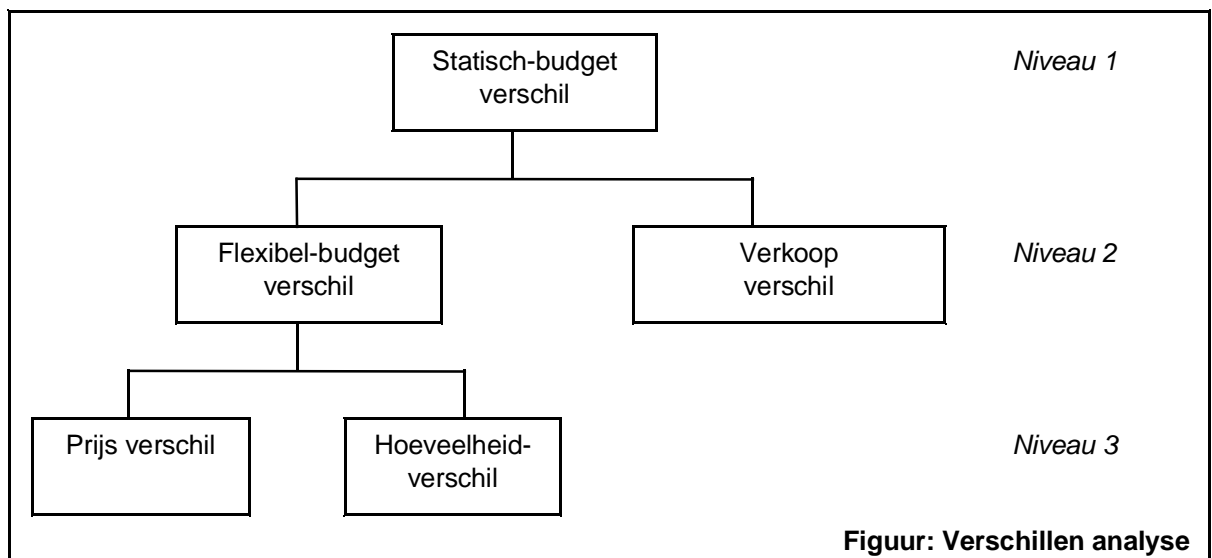 Statisch-budget
verschil
Niveau 1
Flexibel-budget
verschil
Verkoop
verschil
Niveau 2
Prijs verschil
Hoeveelheid-
verschil
Niveau 3
Figuur: Verschillen analyse